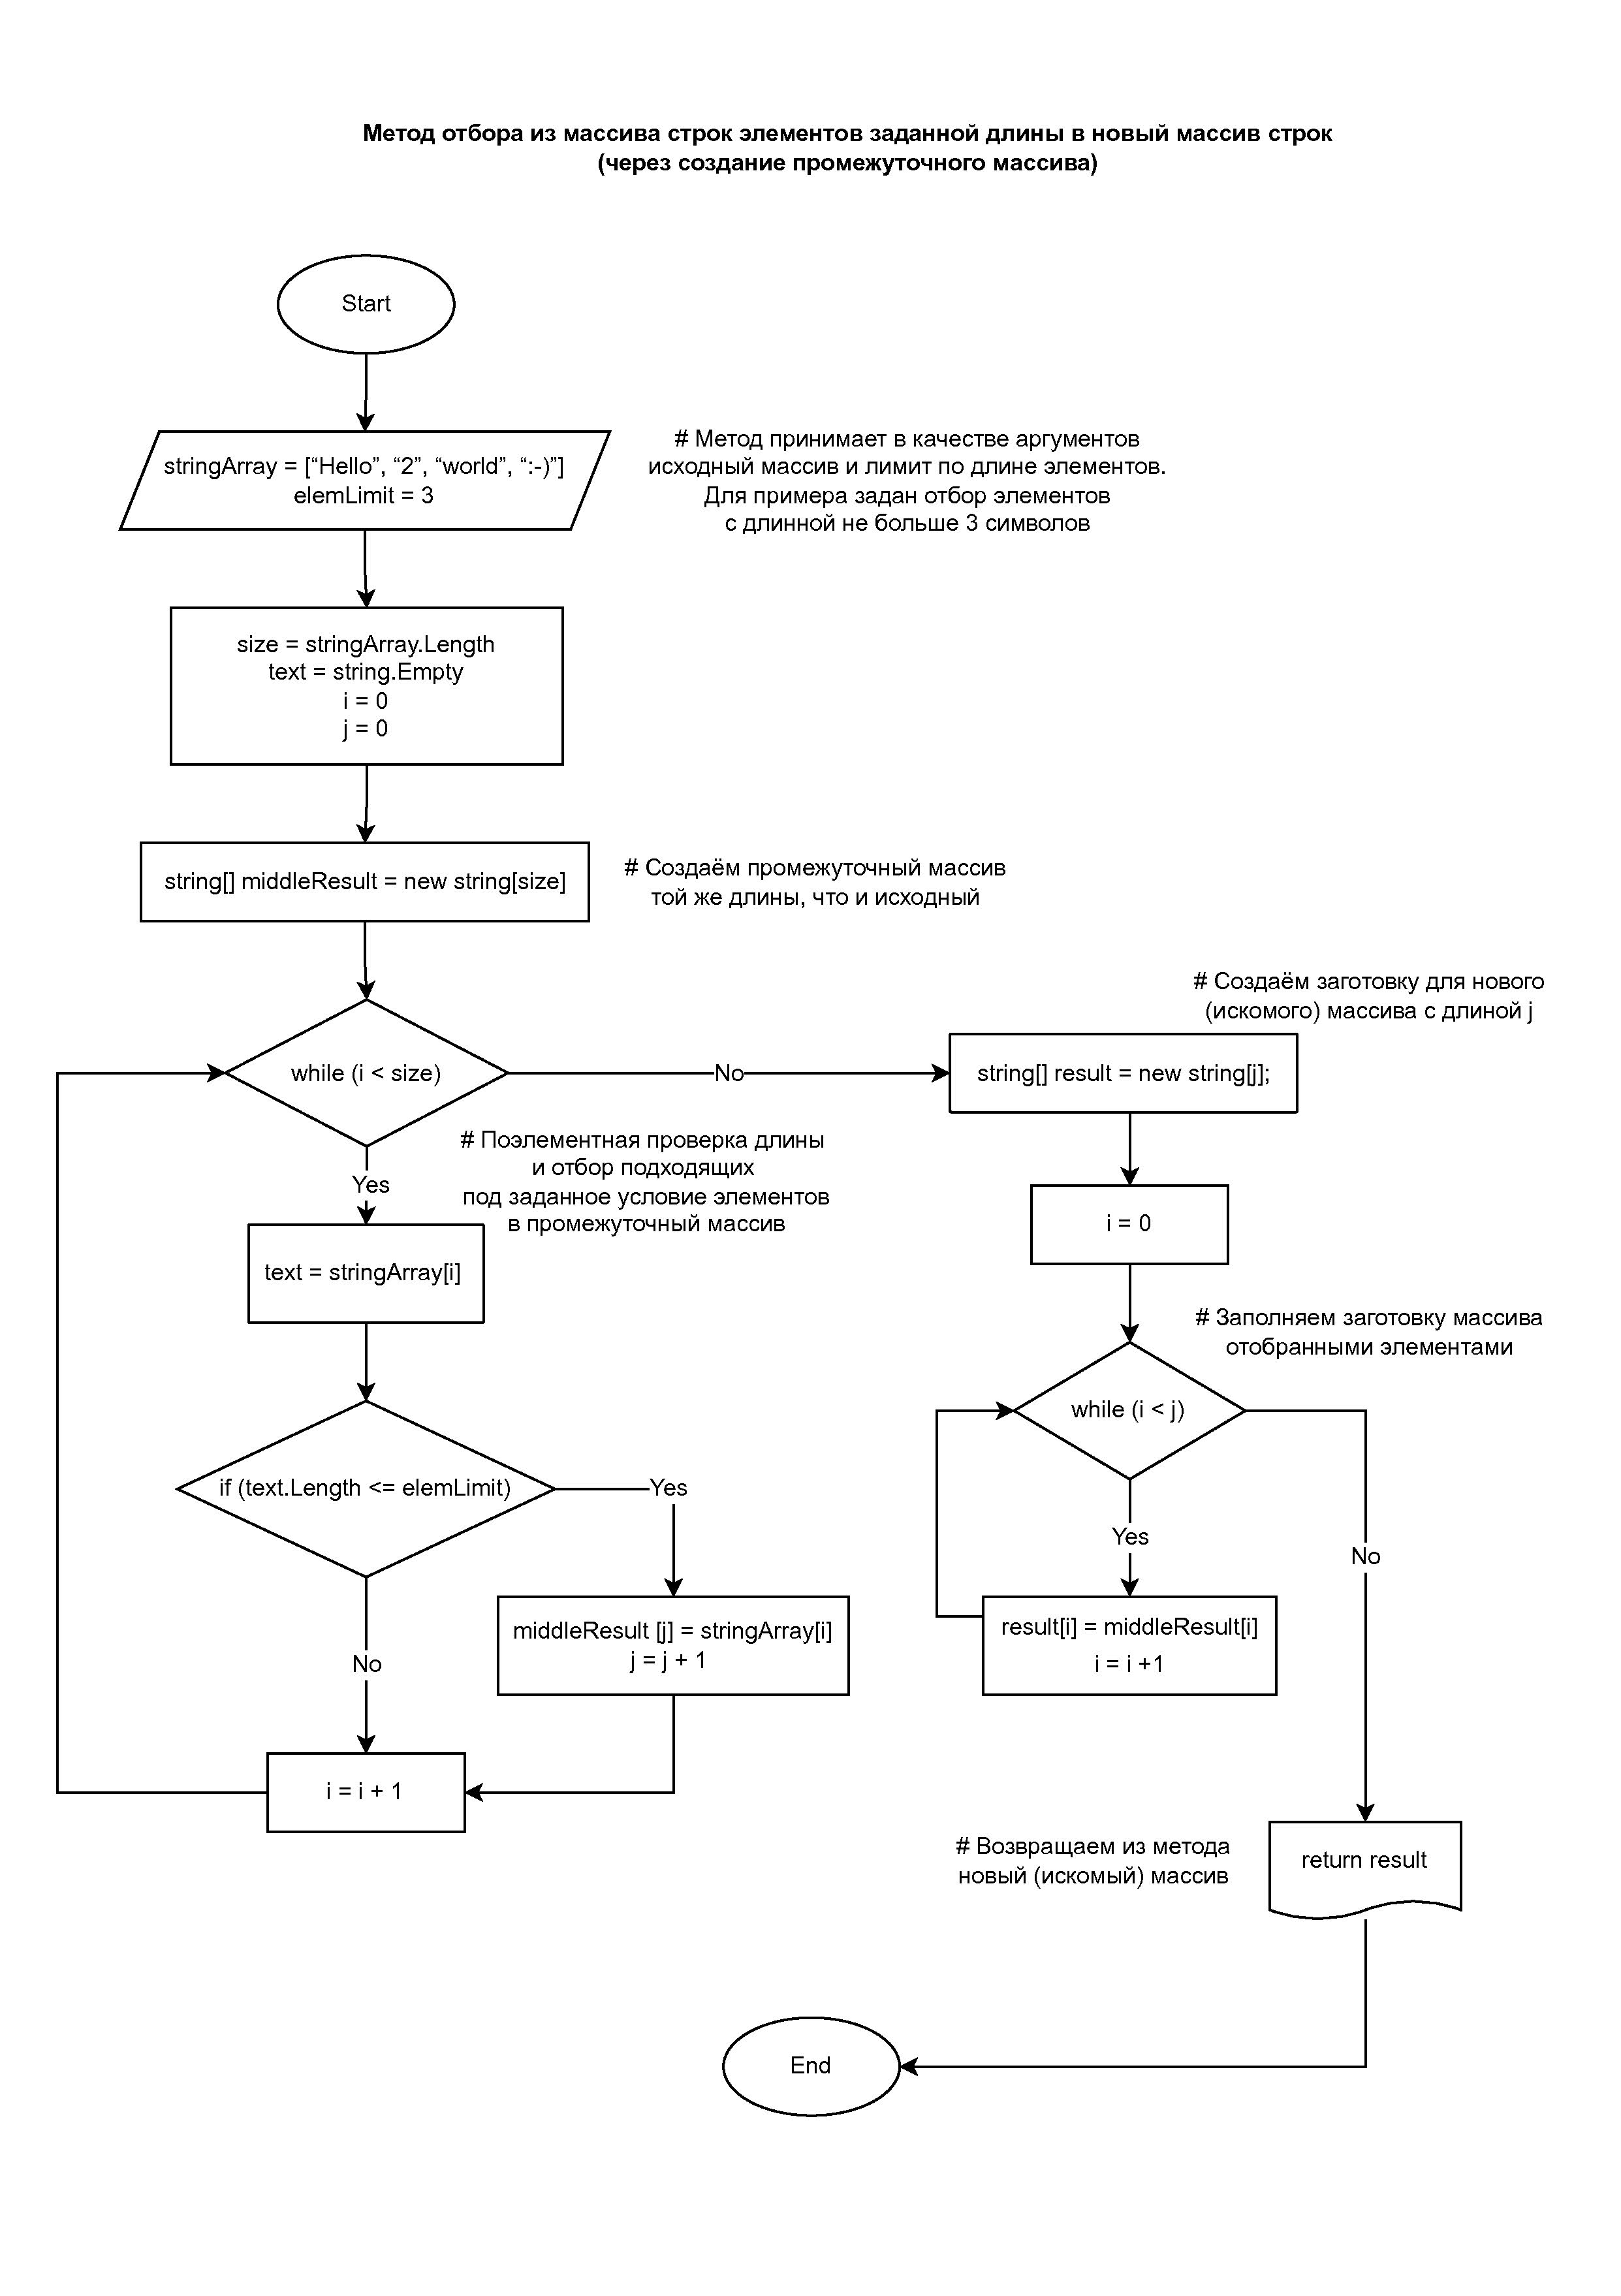 Метод отбора из массива строк элементов заданной длины в новый массив строк
(через создание промежуточного массива)
Start
stringArray = [“Hello”, “2”, “world”, “:-)”]
elemLimit = 3
# Метод принимает в качестве аргументов
исходный массив и лимит по длине элементов.
Для примера задан отбор элементов
с длинной не больше 3 символов
size = stringArray.Length
text = string.Empty
i = 0
j = 0
string[] middleResult = new string[size]
# Создаём промежуточный массив
той же длины, что и исходный
while (i < size)
No
# Создаём заготовку для нового
(искомого) массива с длиной j
string[] result = new string[j];
Yes
# Поэлементная проверка длины
и отбор подходящих
под заданное условие элементов
в промежуточный массив
text = stringArray[i]
i = 0
# Заполняем заготовку массива
отобранными элементами
while (i < j)
if (text.Length <= elemLimit)
Yes
Yes
No
middleResult [j] = stringArray[i]
j = j + 1
result[i] = middleResult[i]
i = i +1
No
i = i + 1
# Возвращаем из метода
новый (искомый) массив
return result
End